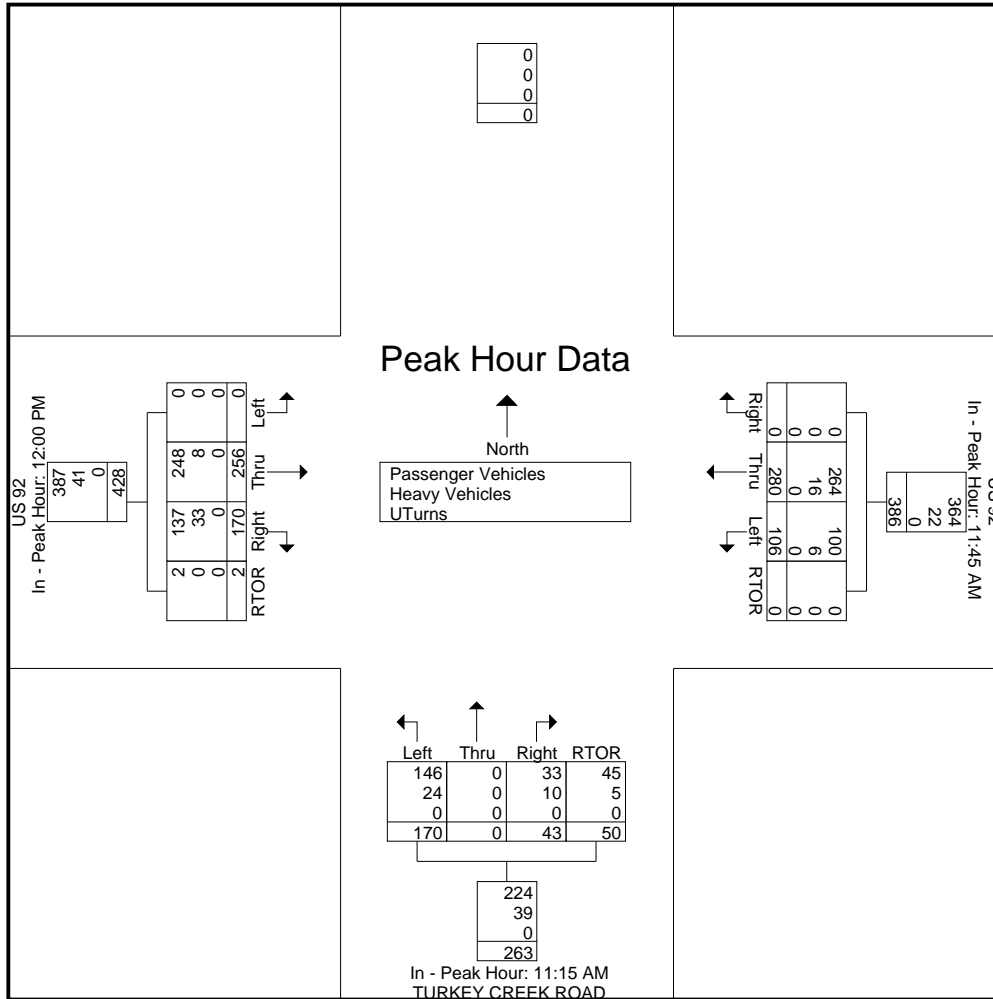 0
0
0
0
Peak Hour Data
North
Passenger Vehicles
Heavy Vehicles
UTurns
US 92
In - Peak Hour: 12:00 PM
387
41
0
428
0 0 0 0 Left
248 8 0 256 Thru
137 33 0 170 Right
2 0 0 2 RTOR
US 92
In - Peak Hour: 11:45 AM
364
22
0
386
Right 0 0 0 0
Thru 280 0 16 264
Left 106 0 6 100
RTOR 0 0 0 0
Left Thru Right RTOR
146 0 33 45
24 0 10 5
0 0 0 0
170 0 43 50
224
39
0
263
In - Peak Hour: 11:15 AM
TURKEY CREEK ROAD